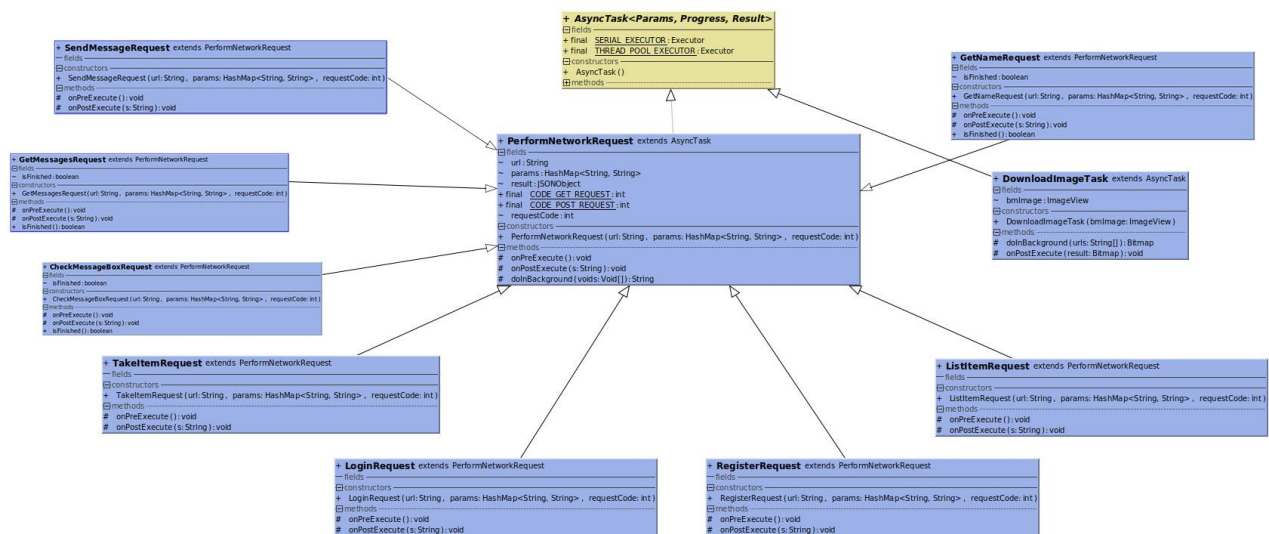 + AsyncTask<Params, Progress, Result>
fields
+ final SERIAL_EXECUTOR: Executor
+ final THREAD_POOL_EXECUTOR: Executor
constructors
+ AsyncTask()
methods
+ SendMessageRequest extends PerformNetworkRequest
fields
constructors
+ SendMessageRequest(url: String, params: HashMap<String, String>, requestCode: int)
methods
# onPreExecute(): void
# onPostExecute(s: String): void
+ GetNameRequest extends PerformNetworkRequest
fields
~ isFinished: boolean
constructors
+ GetNameRequest(url: String, params: HashMap<String, String>, requestCode: int)
methods
# onPreExecute(): void
# onPostExecute(s: String): void
+ isFinished(): boolean
+ PerformNetworkRequest extends AsyncTask
fields
~ url: String
~ params: HashMap<String, String>
~ result: JSONObject
+ final CODE_GET_REQUEST: int
+ final CODE_POST_REQUEST: int
~ requestCode: int
constructors
+ PerformNetworkRequest(url: String, params: HashMap<String, String>, requestCode: int)
methods
# onPreExecute(): void
# onPostExecute(s: String): void
# doInBackground(voids: Void[]): String
+ GetMessagesRequest extends PerformNetworkRequest
fields
~ isFinished: boolean
constructors
+ GetMessagesRequest(url: String, params: HashMap<String, String>, requestCode: int)
methods
# onPreExecute(): void
# onPostExecute(s: String): void
+ isFinished(): boolean
+ DownloadImageTask extends AsyncTask
fields
~ bmImage: ImageView
constructors
+ DownloadImageTask(bmImage: ImageView)
methods
# doInBackground(urls: String[]): Bitmap
# onPostExecute(result: Bitmap): void
+ CheckMessageBoxRequest extends PerformNetworkRequest
fields
~ isFinished: boolean
constructors
+ CheckMessageBoxRequest(url: String, params: HashMap<String, String>, requestCode: int)
methods
# onPreExecute(): void
# onPostExecute(s: String): void
+ isFinished(): boolean
+ TakeItemRequest extends PerformNetworkRequest
fields
constructors
+ TakeItemRequest(url: String, params: HashMap<String, String>, requestCode: int)
methods
# onPreExecute(): void
# onPostExecute(s: String): void
+ ListItemRequest extends PerformNetworkRequest
fields
constructors
+ ListItemRequest(url: String, params: HashMap<String, String>, requestCode: int)
methods
# onPreExecute(): void
# onPostExecute(s: String): void
+ LoginRequest extends PerformNetworkRequest
fields
constructors
+ LoginRequest(url: String, params: HashMap<String, String>, requestCode: int)
methods
# onPreExecute(): void
# onPostExecute(s: String): void
+ RegisterRequest extends PerformNetworkRequest
fields
constructors
+ RegisterRequest(url: String, params: HashMap<String, String>, requestCode: int)
methods
# onPreExecute(): void
# onPostExecute(s: String): void